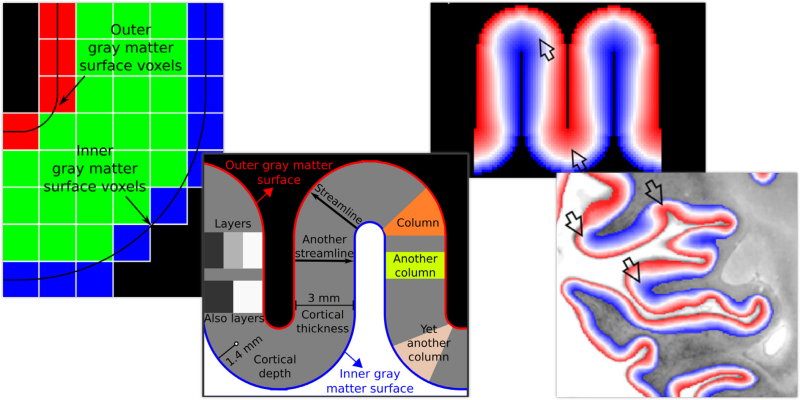 Outer
gray matter
surface voxels
Inner
gray matter
surface voxels
Outer gray matter
surface
Streamline
Layers
Column
Another
streamline
Another
column
3 mm
Cortical
thickness
Also layers
Yet
another
column
1.4 mm
Cortical
depth
Inner gray
matter surface